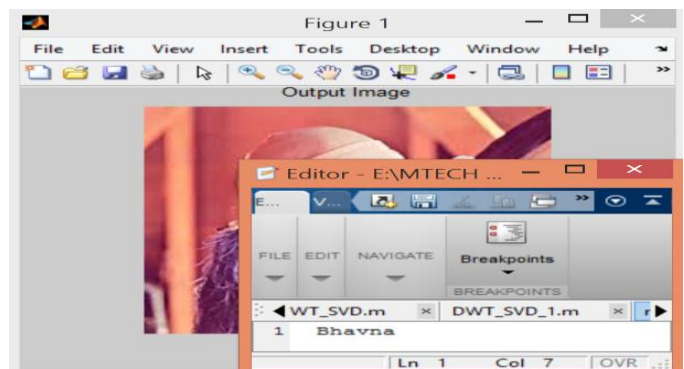 Figure 1
File Edit View Insert Tools Desktop Window Help
Output Image
Editor - E:\MTECH ...
E... V...
FILE EDIT NAVIGATE Breakpoints
BREAKPOINTS
WT_SVD.m DWT_SVD_1.m r
1 Bhavna
Ln 1 Col 7 OVR